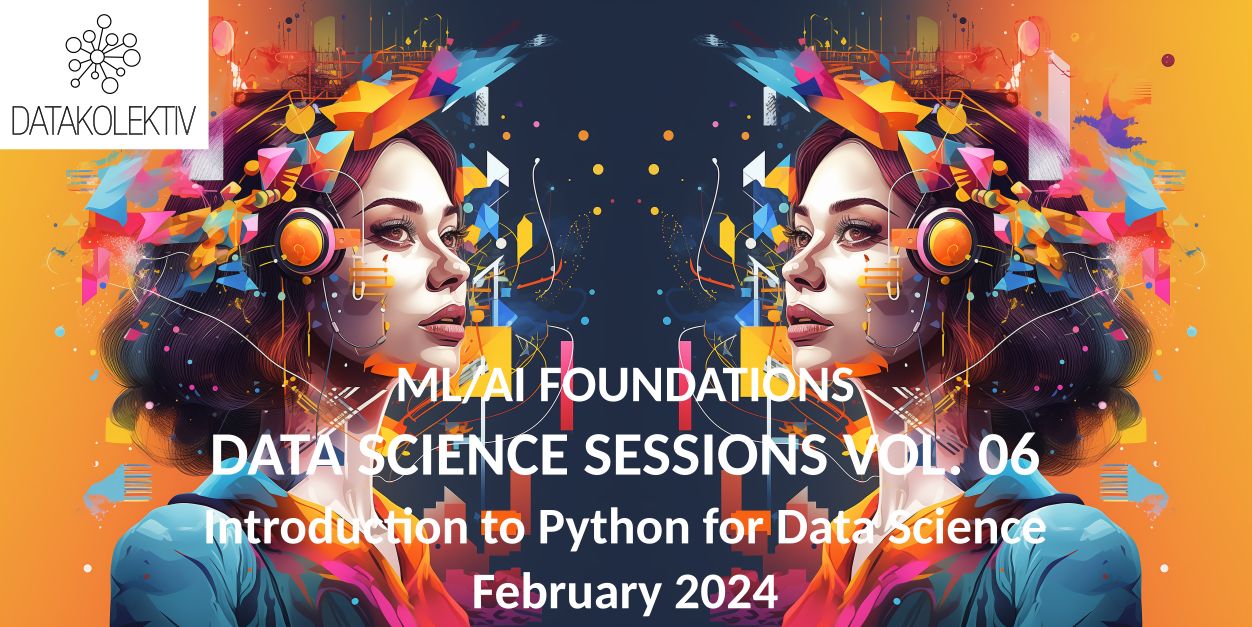 DATAKOLEKTIV
ML/AI FOUNDATIONS
DATA SCIENCE SESSIONS VOL. 06
Introduction to Python for Data Science
February 2024